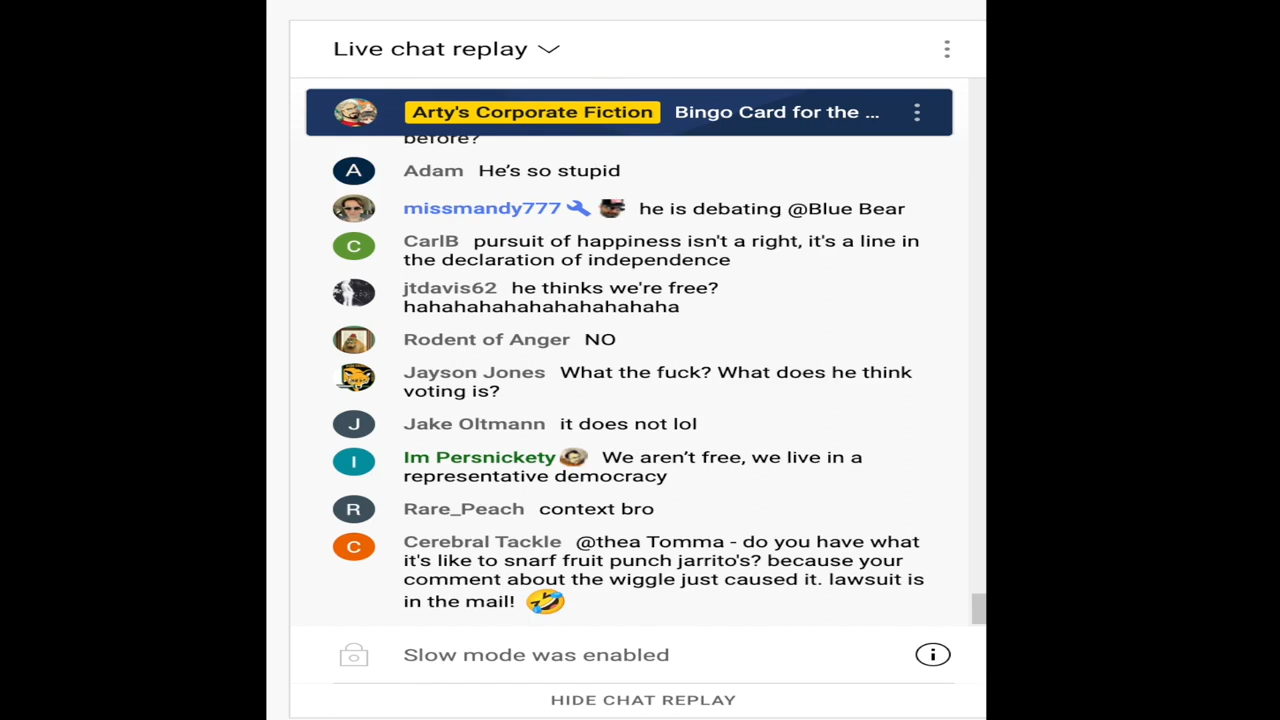 Live chat replay
Arty's Corporate Fiction Bingo Card for the ...
before?
A Adam He’s so stupid
missmandy777 he is debating @Blue Bear
C CarlB pursuit of happiness isn't a right, it's a line in
the declaration of independence
jtdavis62 he thinks we're free?
hahahahahahahahahahaha
Rodent of Anger NO
Jayson Jones What the fuck? What does he think
voting is?
J Jake Oltmann it does not lol
I Im Persnickety We aren’t free, we live in a
representative democracy
R Rare_Peach context bro
C Cerebral Tackle @thea Tomma - do you have what
it's like to snarf fruit punch jarrito's? because your
comment about the wiggle just caused it. lawsuit is
in the mail! 🤣
Slow mode was enabled
HIDE CHAT REPLAY